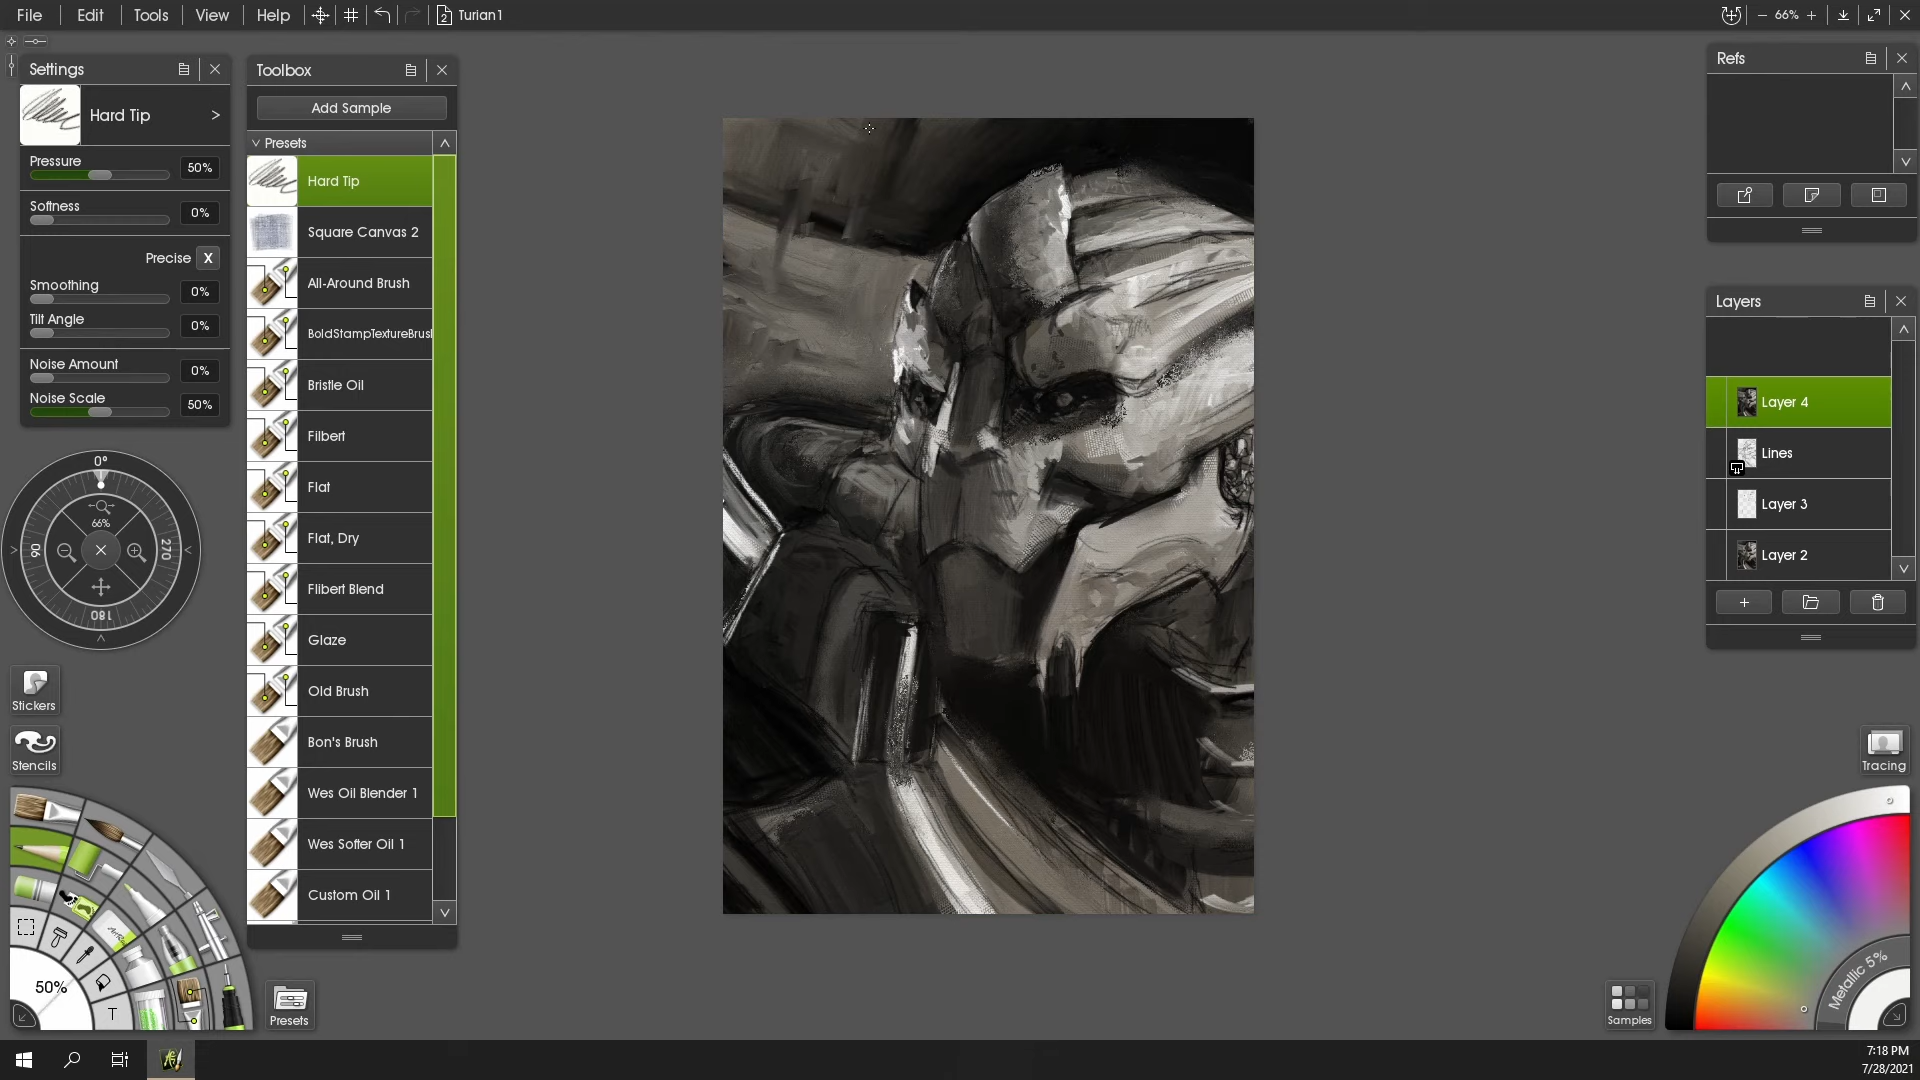 File
Edit
Tools
View
Help
2
Turian1
66%
Settings
Hard Tip
>
Pressure
50%
Softness
0%
Precise
X
Smoothing
0%
Tilt Angle
0%
Noise Amount
0%
Noise Scale
50%
0°
66%
90
270
180
Stickers
Stencils
50%
T
Toolbox
Add Sample
Presets
Hard Tip
Square Canvas 2
All-Around Brush
BoldStampTextureBrush
Bristle Oil
Filbert
Flat
Flat, Dry
Flibert Blend
Glaze
Old Brush
Bon's Brush
Wes Oil Blender 1
Wes Softer Oil 1
Custom Oil 1
Presets
Refs
Layers
Layer 4
Lines
Layer 3
Layer 2
Tracing
Metallic 5%
Samples
7:18 PM
7/28/2021